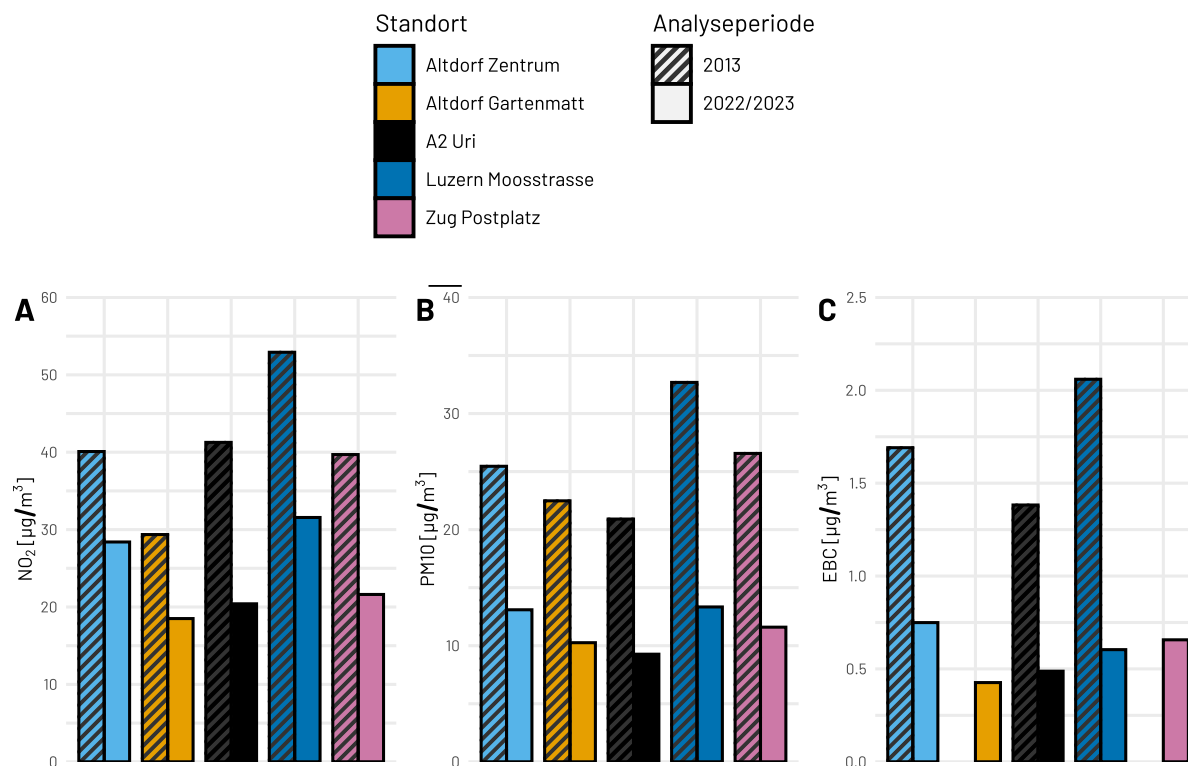 Standort
Altdorf Zentrum
Altdorf Gartenmatt
A2 Uri
Luzern Moosstrasse
Zug Postplatz
Analyseperiode
2013
2022/2023
A
NO₂ [µg/m³]
60
50
40
30
20
10
0
B
PM10 [µg/m³]
40
30
20
10
0
C
EBC [µg/m³]
2.5
2.0
1.5
1.0
0.5
0.0